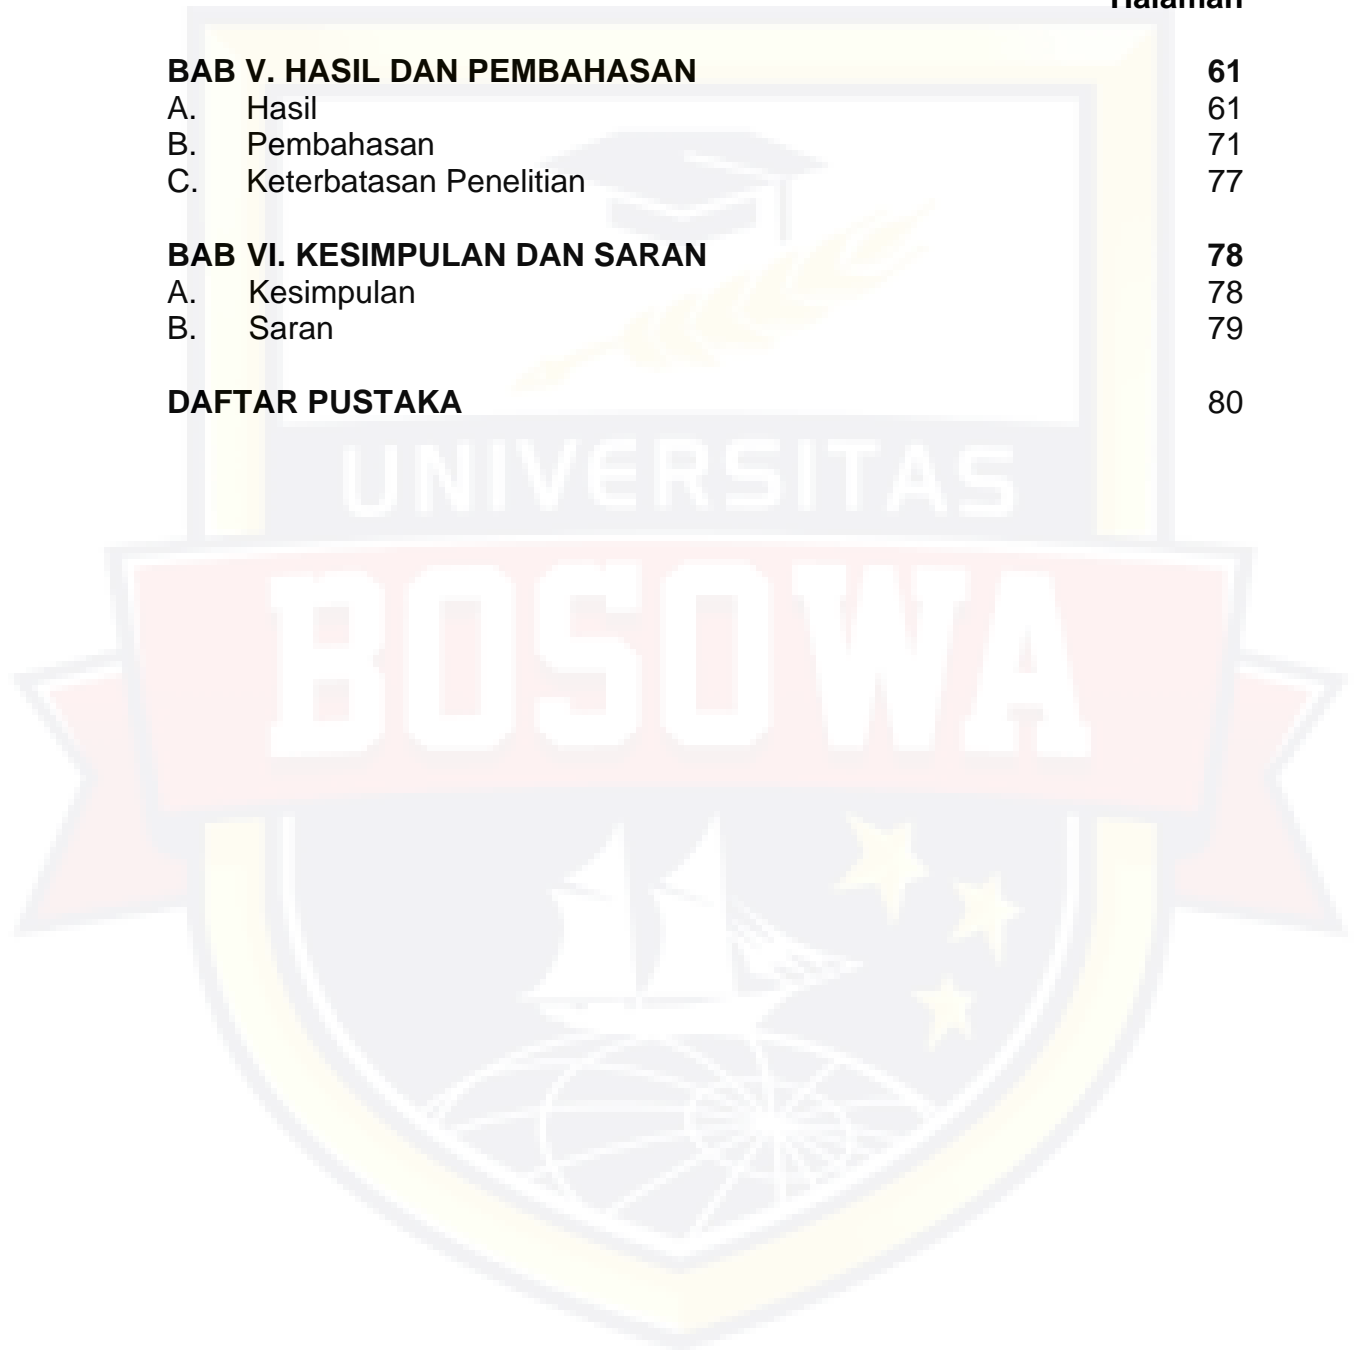 Halaman
BAB V. HASIL DAN PEMBAHASAN 61
A. Hasil 61
B. Pembahasan 71
C. Keterbatasan Penelitian 77
BAB VI. KESIMPULAN DAN SARAN 78
A. Kesimpulan 78
B. Saran 79
DAFTAR PUSTAKA 80
UNIVERSITAS
BOSOWA